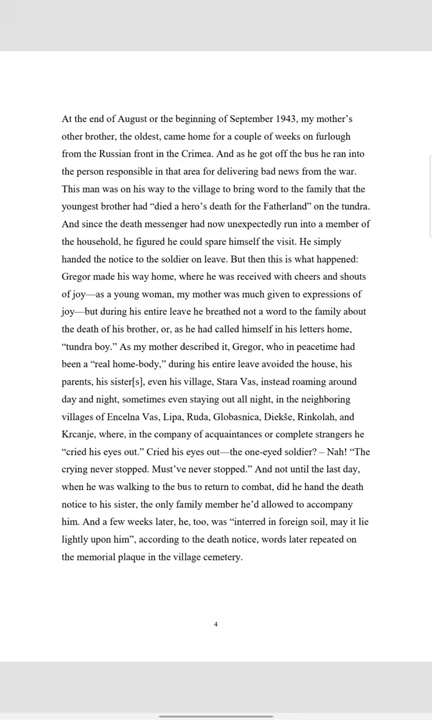 At the end of August or the beginning of September 1943, my mother’s
other brother, the oldest, came home for a couple of weeks on furlough
from the Russian front in the Crimea. And as he got off the bus he ran into
the person responsible in that area for delivering bad news from the war.
This man was on his way to the village to bring word to the family that the
youngest brother had “died a hero’s death for the Fatherland” on the tundra.
And since the death messenger had now unexpectedly run into a member of
the household, he figured he could spare himself the visit. He simply
handed the notice to the soldier on leave. But then this is what happened:
Gregor made his way home, where he was received with cheers and shouts
of joy—as a young woman, my mother was much given to expressions of
joy—but during his entire leave he breathed not a word to the family about
the death of his brother, or, as he had called himself in his letters home,
“tundra boy.” As my mother described it, Gregor, who in peacetime had
been a “real home-body,” during his entire leave avoided the house, his
parents, his sister[s], even his village, Stara Vas, instead roaming around
day and night, sometimes even staying out all night, in the neighboring
villages of Encelna Vas, Lipa, Ruda, Globasnica, Diekše, Rinkolah, and
Krcanje, where, in the company of acquaintances or complete strangers he
“cried his eyes out.” Cried his eyes out—the one-eyed soldier? – Nah! “The
crying never stopped. Must’ve never stopped.” And not until the last day,
when he was walking to the bus to return to combat, did he hand the death
notice to his sister, the only family member he’d allowed to accompany
him. And a few weeks later, he, too, was “interred in foreign soil, may it lie
lightly upon him”, according to the death notice, words later repeated on
the memorial plaque in the village cemetery.
4